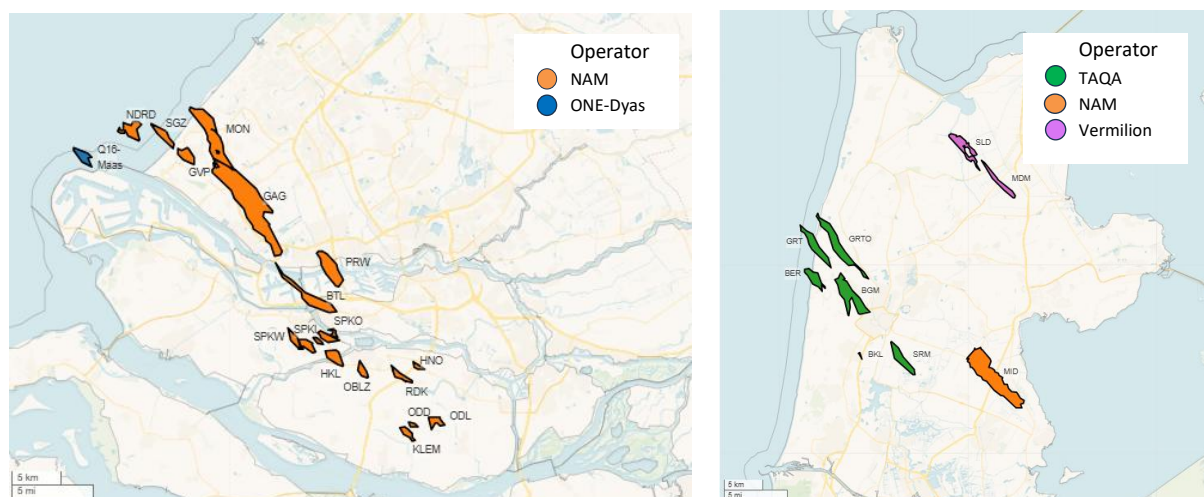 Operator
NAM
ONE-Dyas
NDRD
SGZ
MON
Q16-
Maas
GVP
GAG
PRW
BTL
SPKO
SPKW
SPKI
HKL
OBLZ
HNO
RDK
ODD
ODL
KLEM
5 km
5 mi
Operator
TAQA
NAM
Vermilion
SLD
MDM
GRT
GRTO
BER
BGM
BKL
SRM
MID
5 km
5 mi